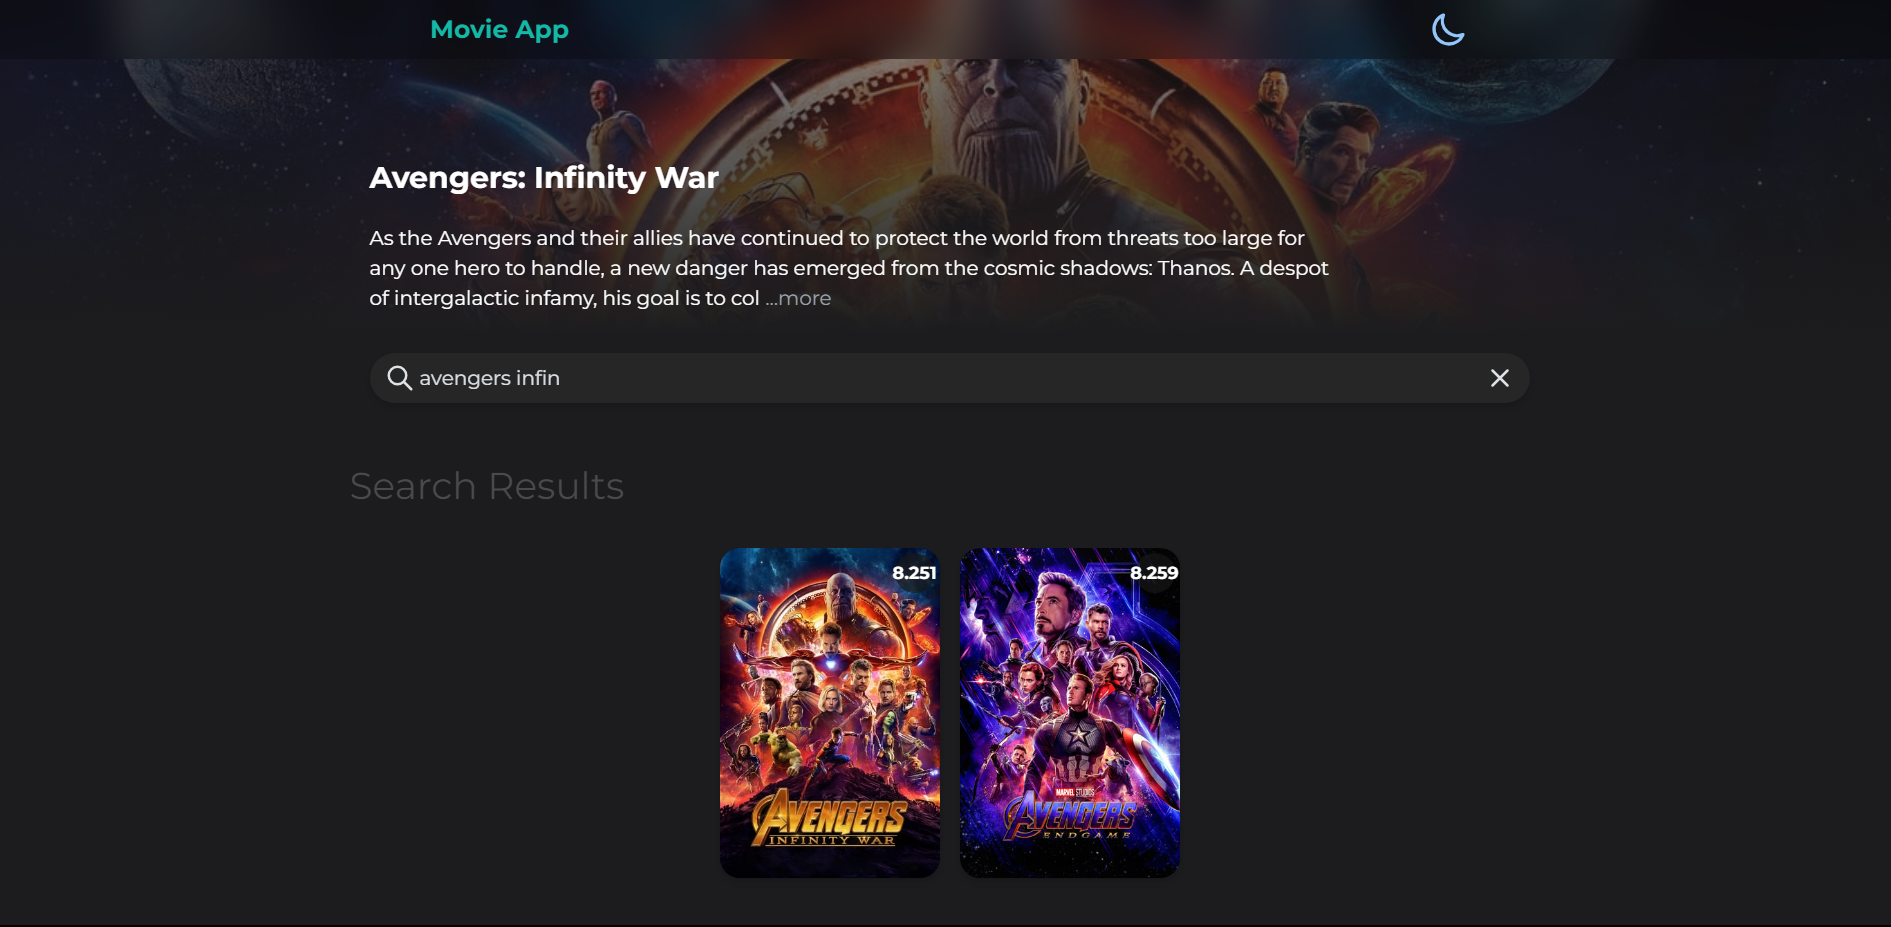 Movie App
Avengers: Infinity War
As the Avengers and their allies have continued to protect the world from threats too large for
any one hero to handle, a new danger has emerged from the cosmic shadows: Thanos. A despot
of intergalactic infamy, his goal is to col ...more
avengers infin
Search Results
8.251
AVENGERS
INFINITY WAR
8.259
MARVEL STUDIOS
AVENGERS
ENDGAME